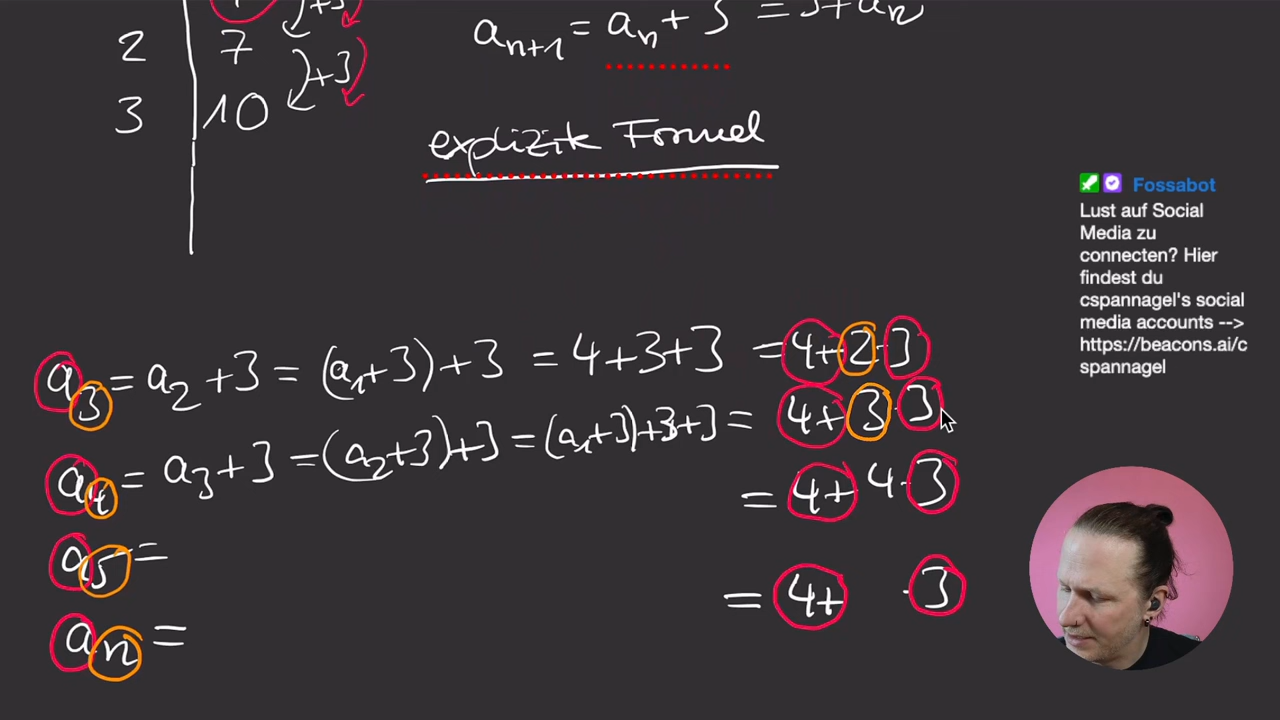 +3
2 7
+3
3 10
aₙ₊₁ = aₙ + 3 = 3 + aₙ
explizite Formel
a₃ = a₂ + 3 = (a₁+3)+3 = 4+3+3 = 4+2·3
a₄ = a₃+3 = (a₂+3)+3 = (a₁+3)+3+3 = 4+3·3
a₅ = = 4+4·3
aₙ = = 4+ ·3
Fossabot
Lust auf Social
Media zu
connecten? Hier
findest du
cspannagel's social
media accounts -->
https://beacons.ai/c
spannagel